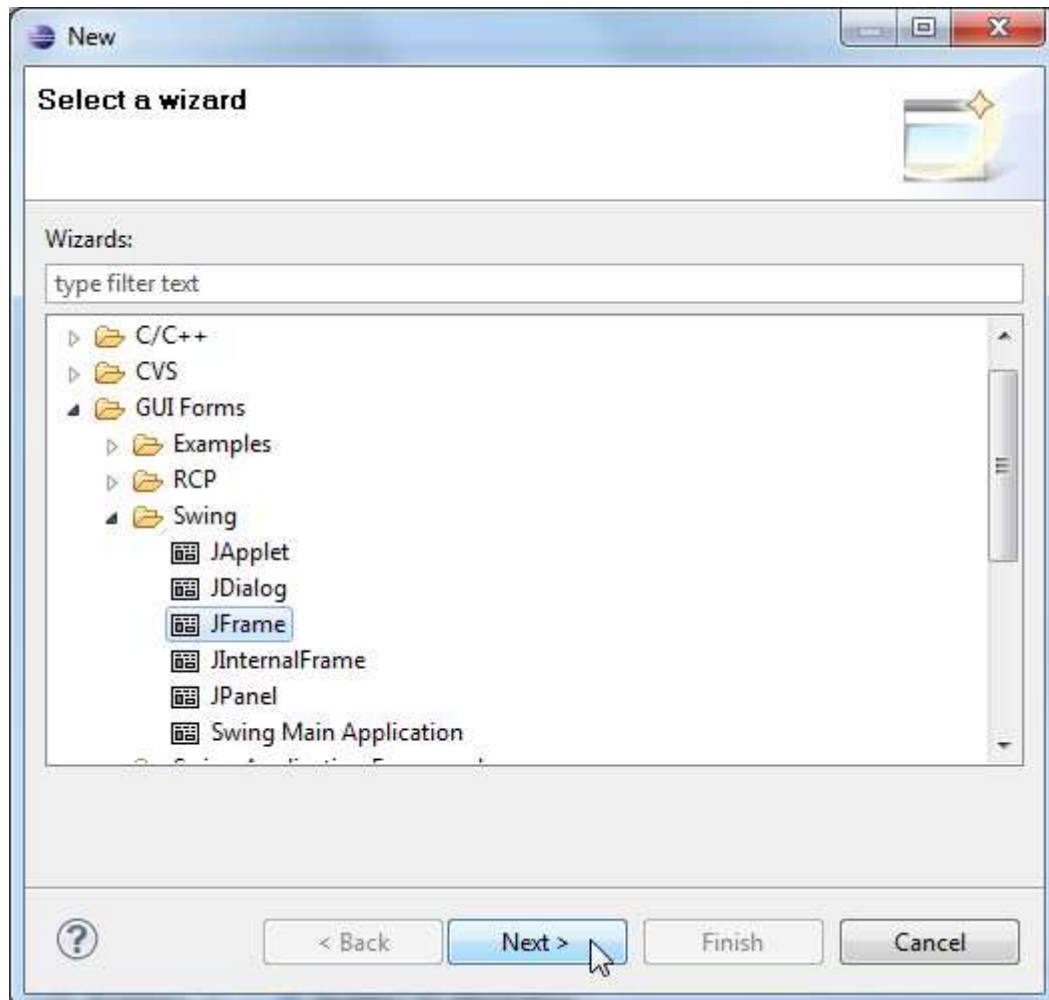 New
Select a wizard
Wizards:
type filter text
C/C++
CVS
GUI Forms
Examples
RCP
Swing
JApplet
JDialog
JFrame
JInternalFrame
JPanel
Swing Main Application
?
< Back
Next >
Finish
Cancel